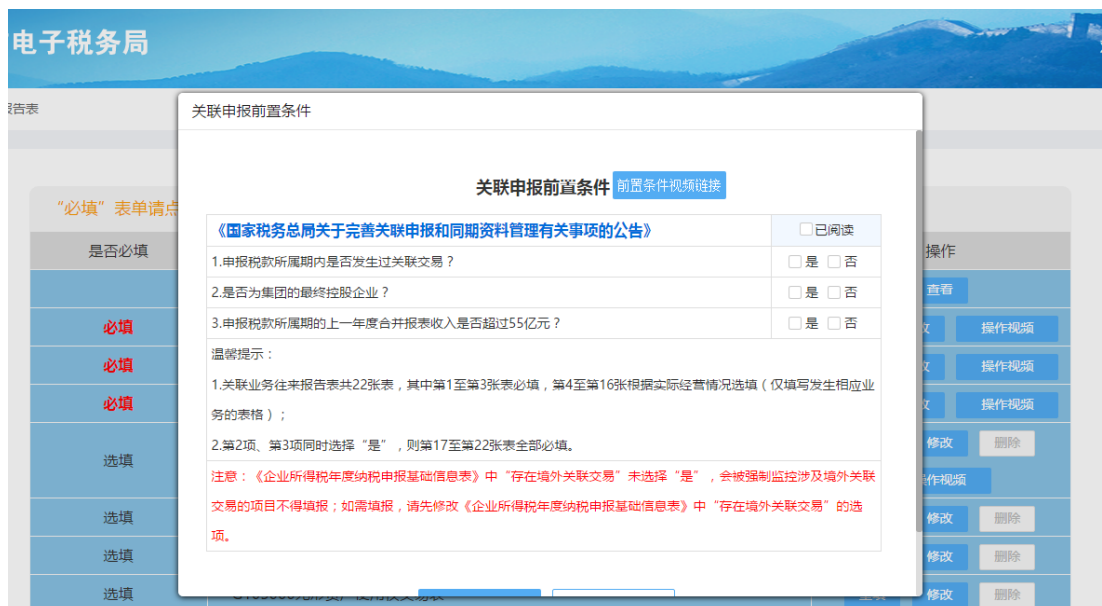 电子税务局
关联申报前置条件
关联申报前置条件 前置条件视频链接
“必填”表单请点
《国家税务总局关于完善关联申报和同期资料管理有关事项的公告》 已阅读
是否必填
操作
1.申报税款所属期内是否发生过关联交易？ 是 否
2.是否为集团的最终控股企业？ 是 否
查看
3.申报税款所属期的上一年度合并报表收入是否超过55亿元？ 是 否
必填
操作视频
温馨提示：
必填
操作视频
1.关联业务往来报告表共22张表，其中第1至第3张表必填，第4至第16张根据实际经营情况选填（仅填写发生相应业
务的表格）；
必填
操作视频
2.第2项、第3项同时选择“是”，则第17至第22张表全部必填。
修改 删除
选填
注意：《企业所得税年度纳税申报基础信息表》中“存在境外关联交易”未选择“是”，会被强制监控涉及境外关联
交易的项目不得填报；如需填报，请先修改《企业所得税年度纳税申报基础信息表》中“存在境外关联交易”的选
项。
作视频
选填
修改 删除
选填
修改 删除
选填
修改 删除